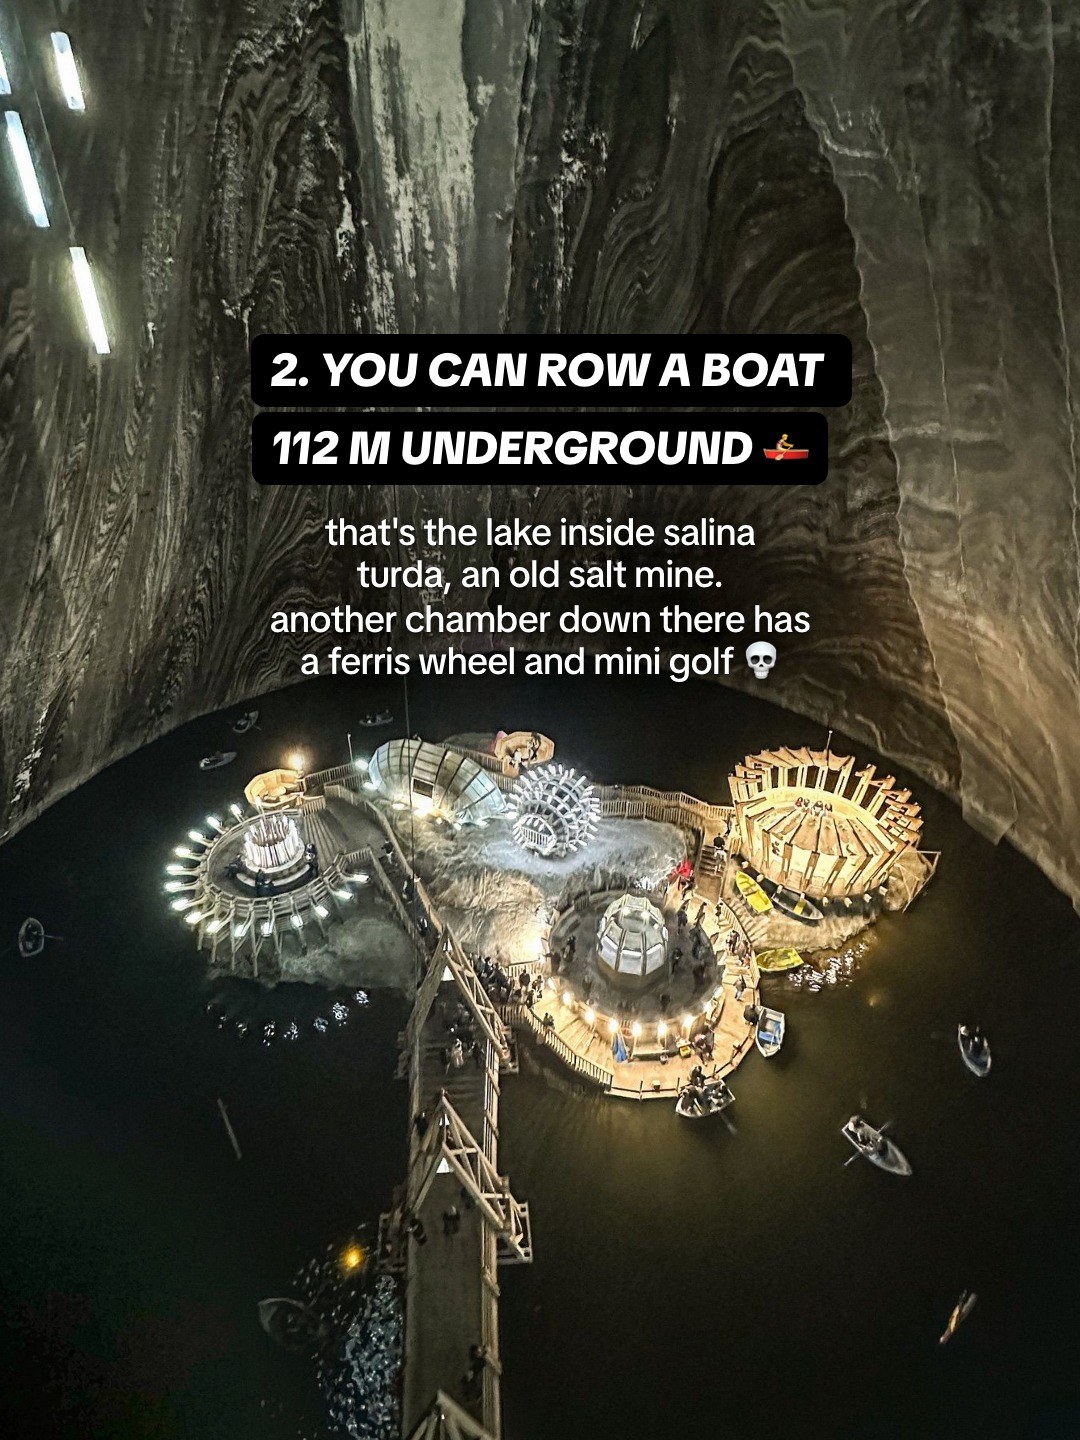 2. YOU CAN ROW A BOAT
112 M UNDERGROUND 🚣
that's the lake inside salina
turda, an old salt mine.
another chamber down there has
a ferris wheel and mini golf 💀